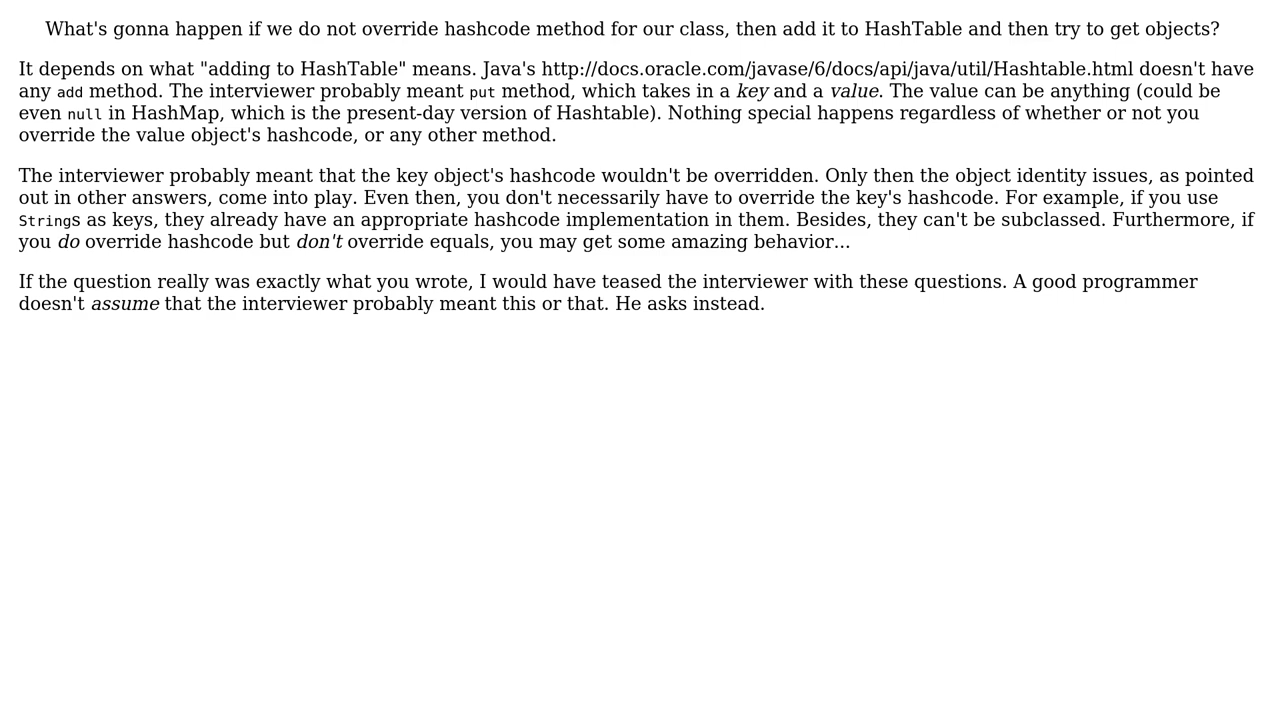 What's gonna happen if we do not override hashcode method for our class, then add it to HashTable and then try to get objects?
It depends on what "adding to HashTable" means. Java's http://docs.oracle.com/javase/6/docs/api/java/util/Hashtable.html doesn't have
any add method. The interviewer probably meant put method, which takes in a key and a value. The value can be anything (could be
even null in HashMap, which is the present-day version of Hashtable). Nothing special happens regardless of whether or not you
override the value object's hashcode, or any other method.
The interviewer probably meant that the key object's hashcode wouldn't be overridden. Only then the object identity issues, as pointed
out in other answers, come into play. Even then, you don't necessarily have to override the key's hashcode. For example, if you use
Strings as keys, they already have an appropriate hashcode implementation in them. Besides, they can't be subclassed. Furthermore, if
you do override hashcode but don't override equals, you may get some amazing behavior...
If the question really was exactly what you wrote, I would have teased the interviewer with these questions. A good programmer
doesn't assume that the interviewer probably meant this or that. He asks instead.